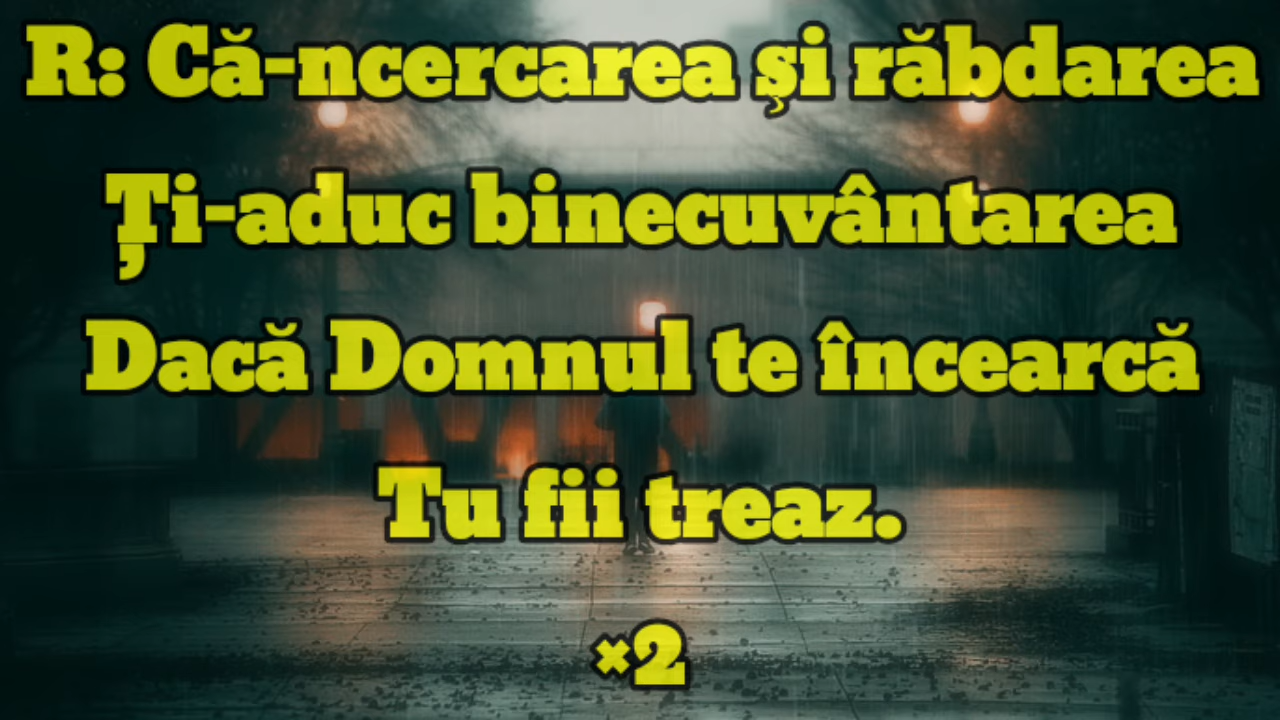 R: Că-ncercarea şi răbdarea
Ți-aduc binecuvântarea
Dacă Domnul te încearcă
Tu fii treaz.
×2